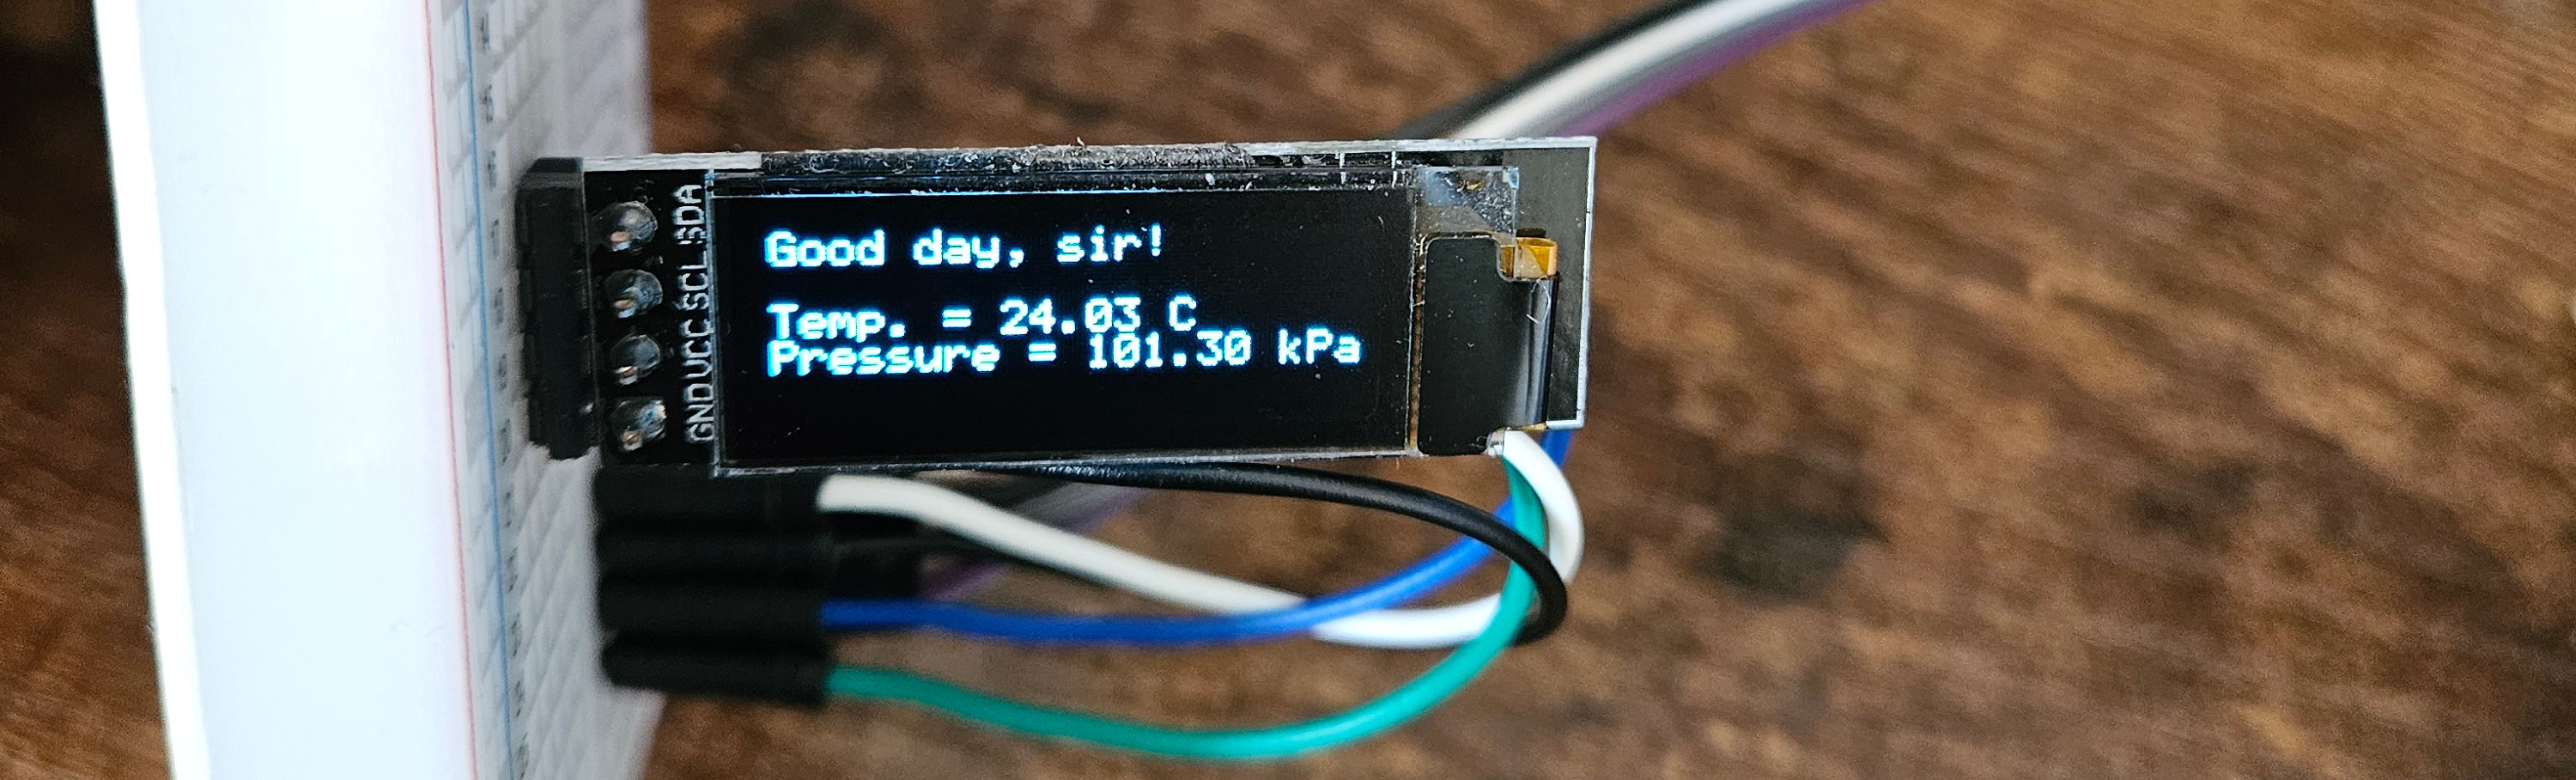 Good day, sir!
Temp. = 24.03 C
Pressure = 101.30 kPa
SDA
SCL
VCC
GND